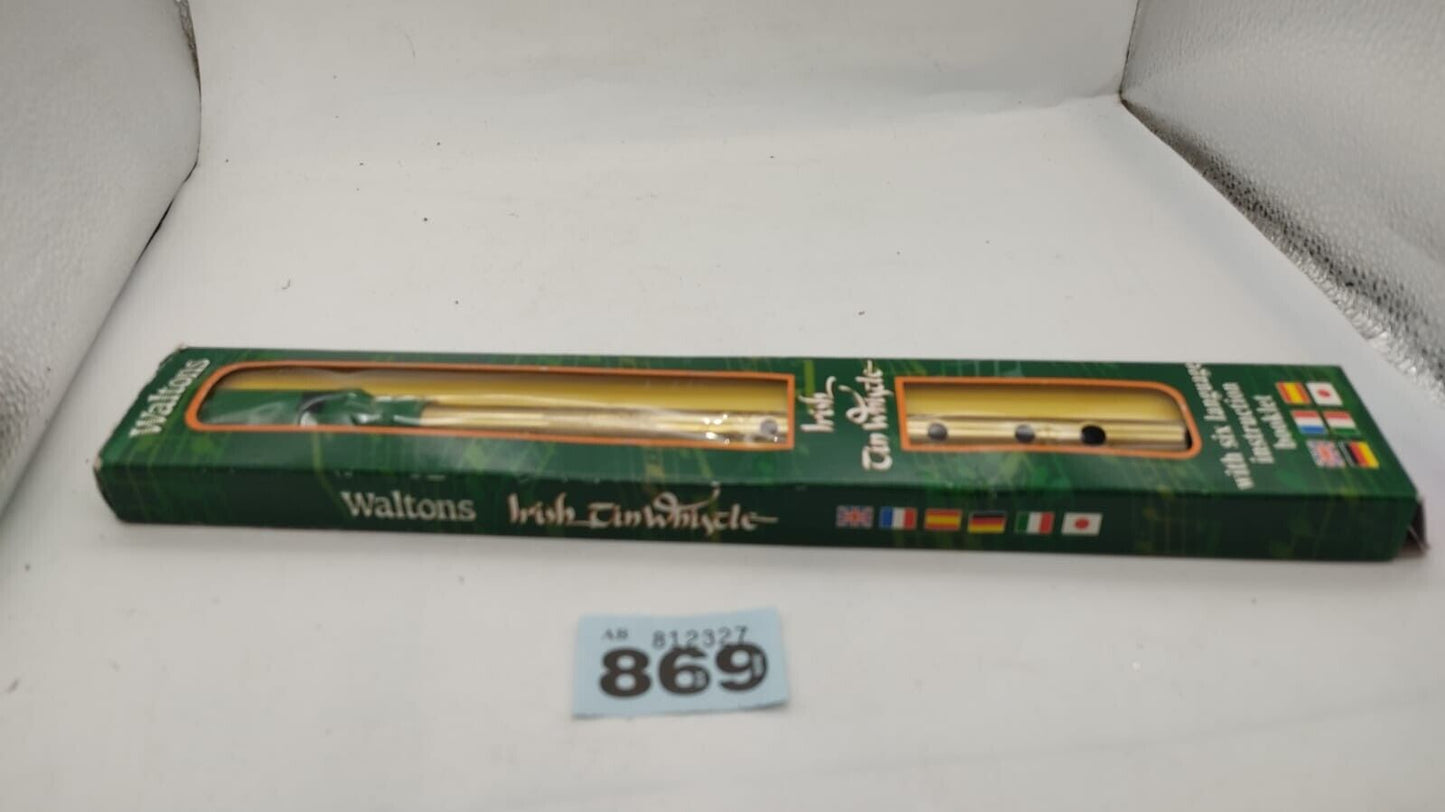 Waltons
Irish
Tin Whistle
with six language
instruction
booklet
Waltons Irish Tin Whistle
AB 812327
869